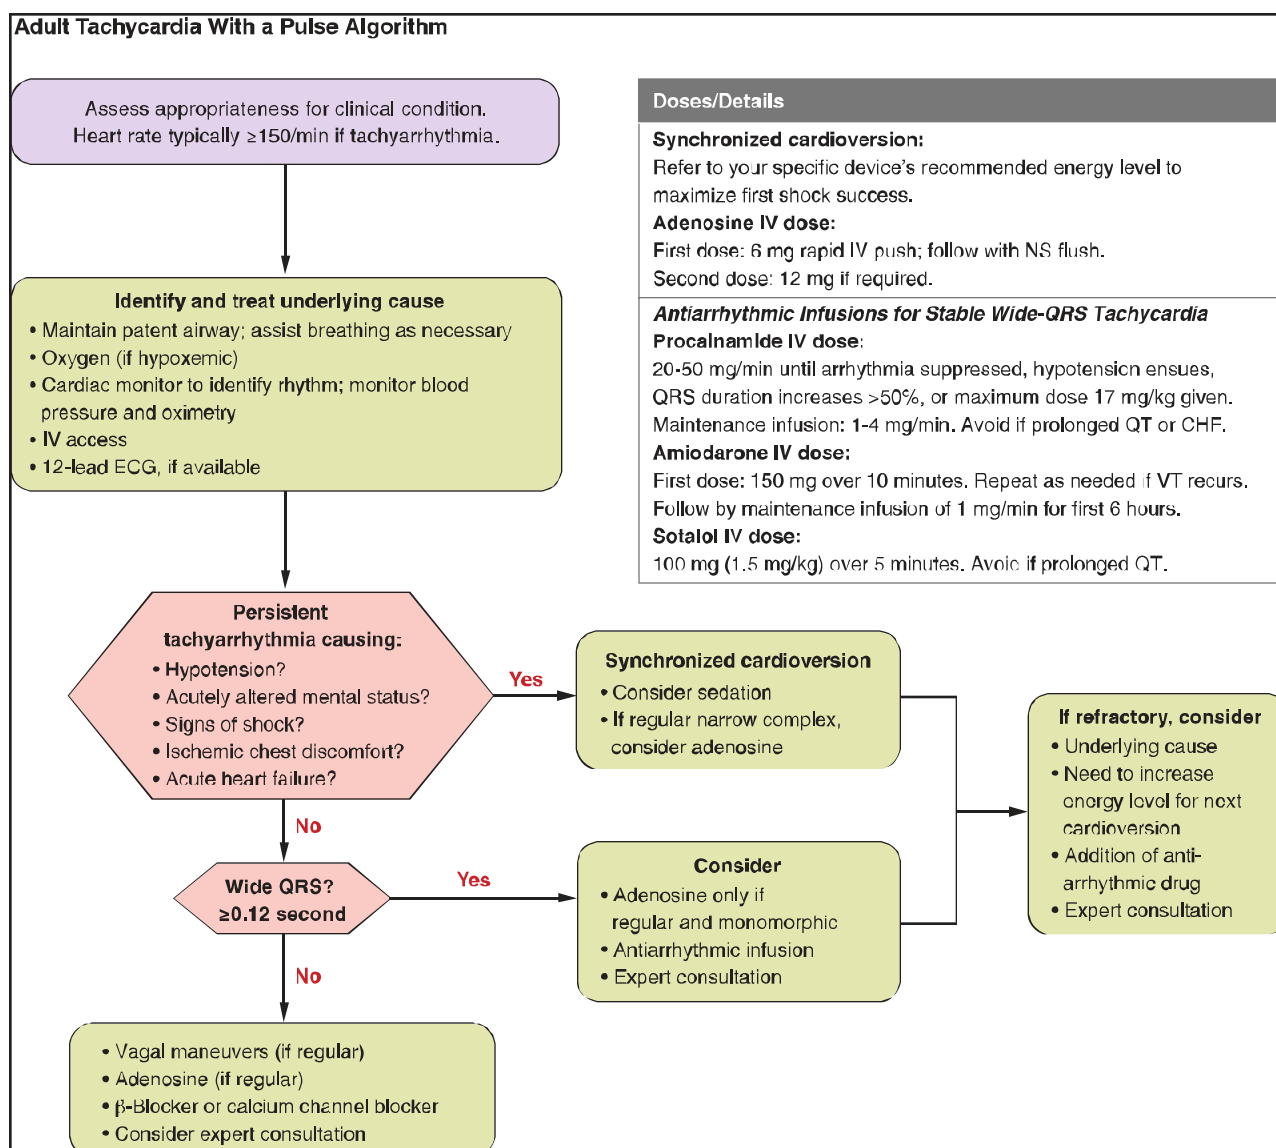 Adult Tachycardia With a Pulse Algorithm
Assess appropriateness for clinical condition.
Heart rate typically ≥150/min if tachyarrhythmia.
Identify and treat underlying cause
• Maintain patent airway; assist breathing as necessary
• Oxygen (if hypoxemic)
• Cardiac monitor to identify rhythm; monitor blood
pressure and oximetry
• IV access
• 12-lead ECG, if available
Doses/Details
Synchronized cardioversion:
Refer to your specific device's recommended energy level to
maximize first shock success.
Adenosine IV dose:
First dose: 6 mg rapid IV push; follow with NS flush.
Second dose: 12 mg if required.
Antiarrhythmic Infusions for Stable Wide-QRS Tachycardia
Procainamide IV dose:
20-50 mg/min until arrhythmia suppressed, hypotension ensues,
QRS duration increases >50%, or maximum dose 17 mg/kg given.
Maintenance infusion: 1-4 mg/min. Avoid if prolonged QT or CHF.
Amiodarone IV dose:
First dose: 150 mg over 10 minutes. Repeat as needed if VT recurs.
Follow by maintenance infusion of 1 mg/min for first 6 hours.
Sotalol IV dose:
100 mg (1.5 mg/kg) over 5 minutes. Avoid if prolonged QT.
Persistent
tachyarrhythmia causing:
• Hypotension?
• Acutely altered mental status?
• Signs of shock?
• Ischemic chest discomfort?
• Acute heart failure?
Yes
Synchronized cardioversion
• Consider sedation
• If regular narrow complex,
consider adenosine
If refractory, consider
• Underlying cause
• Need to increase
energy level for next
cardioversion
• Addition of anti-
arrhythmic drug
• Expert consultation
No
Wide QRS?
≥0.12 second
Yes
Consider
• Adenosine only if
regular and monomorphic
• Antiarrhythmic infusion
• Expert consultation
No
• Vagal maneuvers (if regular)
• Adenosine (if regular)
• β-Blocker or calcium channel blocker
• Consider expert consultation